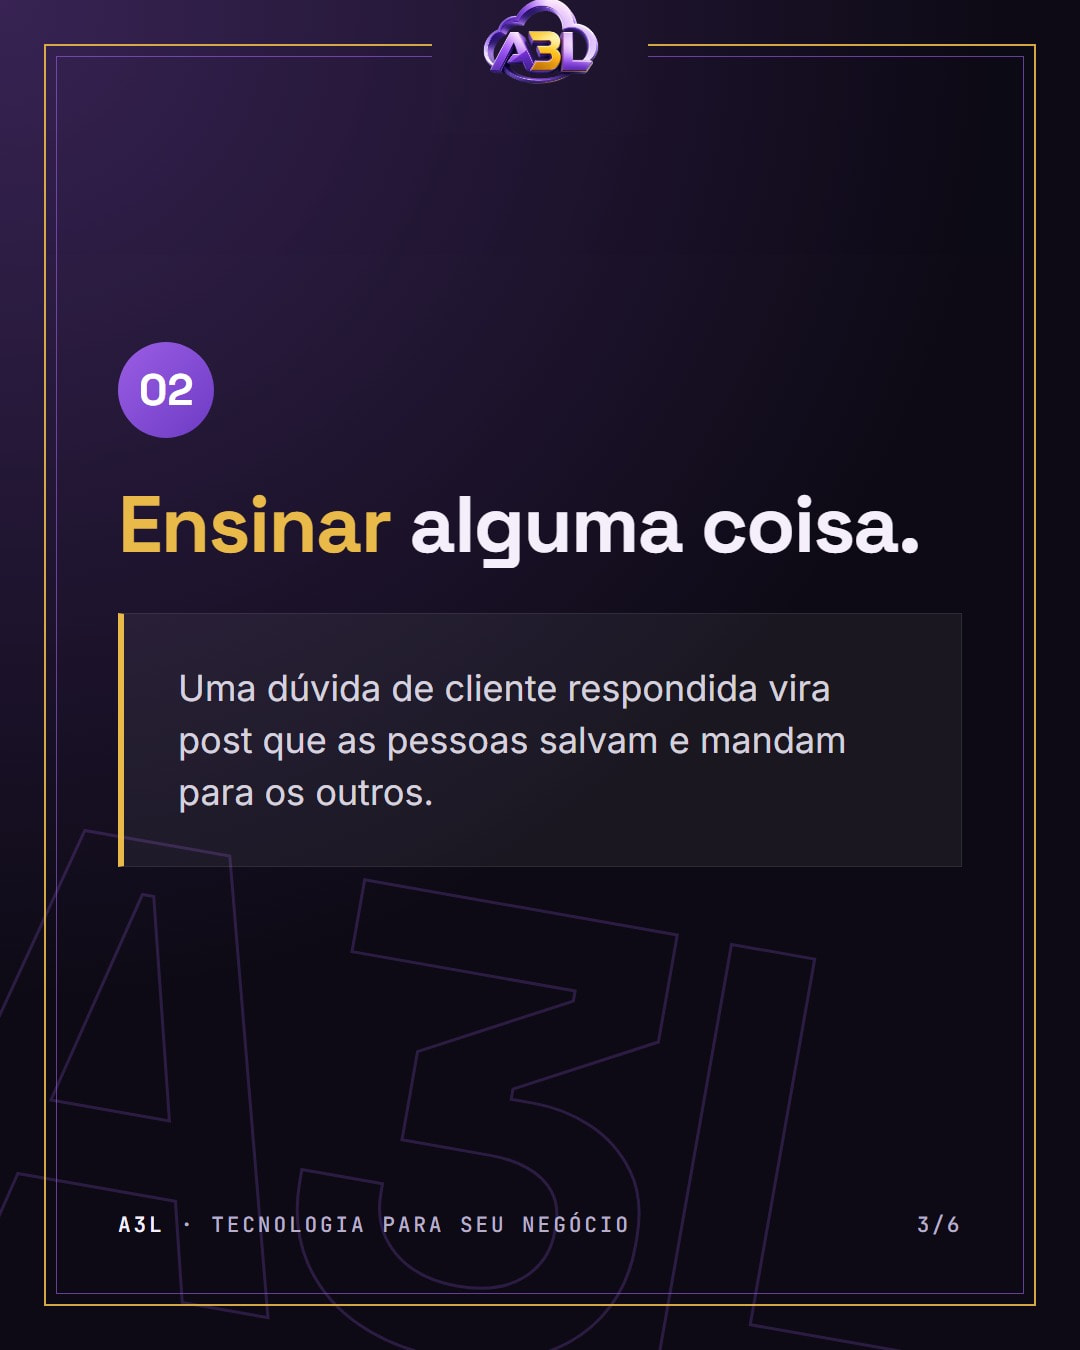 A3L
02
Ensinar alguma coisa.
Uma dúvida de cliente respondida vira
post que as pessoas salvam e mandam
para os outros.
A3L
A3L · TECNOLOGIA PARA SEU NEGÓCIO
3/6